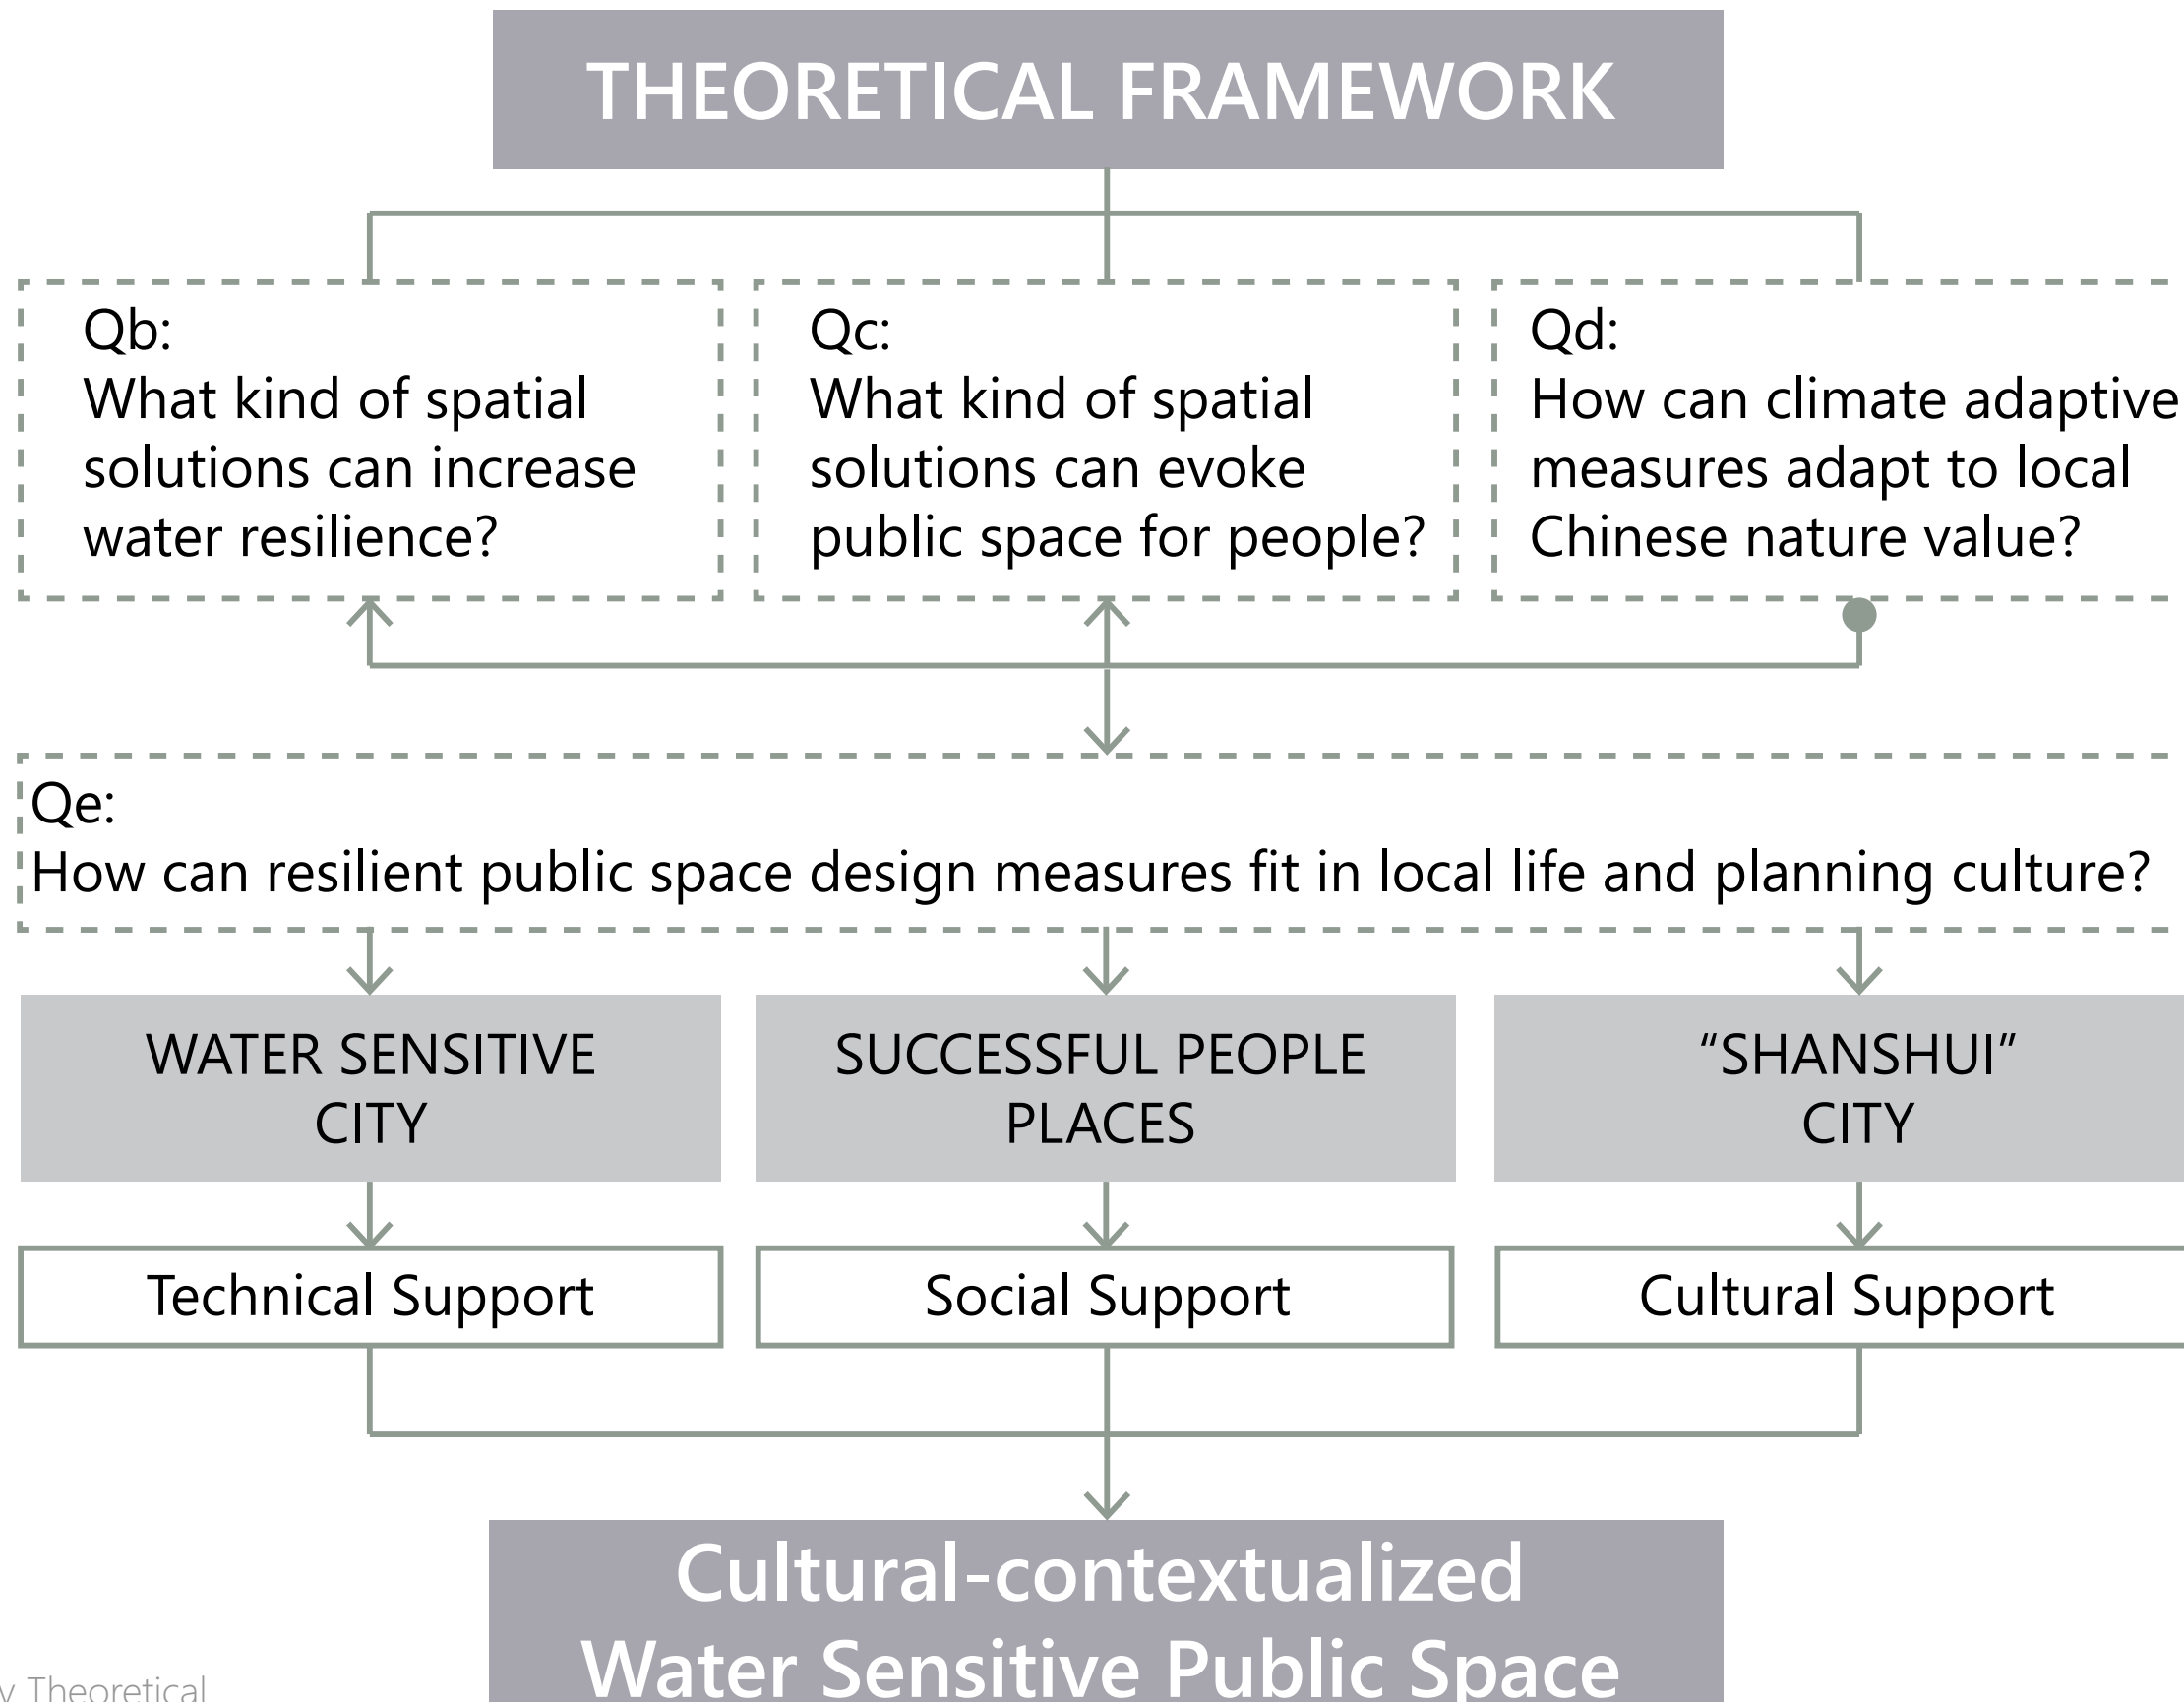 THEORETICAL FRAMEWORK
Qb:
What kind of spatial
solutions can increase
water resilience?
Qc:
What kind of spatial
solutions can evoke
public space for people?
Qd:
How can climate adaptive
measures adapt to local
Chinese nature value?
Qe:
How can resilient public space design measures fit in local life and planning culture?
WATER SENSITIVE
CITY
SUCCESSFUL PEOPLE
PLACES
“SHANSHUI”
CITY
Technical Support
Social Support
Cultural Support
Cultural-contextualized
Water Sensitive Public Space
Theoretical